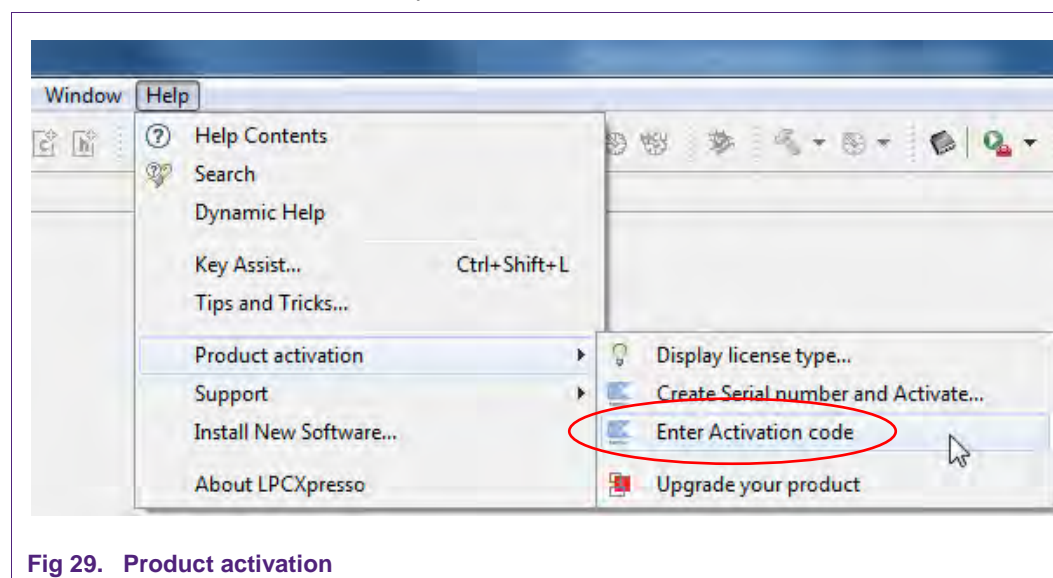 Window Help
Help Contents
Search
Dynamic Help
Key Assist... Ctrl+Shift+L
Tips and Tricks...
Product activation
Support
Install New Software...
About LPCXpresso
Display license type...
Create Serial number and Activate...
Enter Activation code
Upgrade your product
Fig 29. Product activation